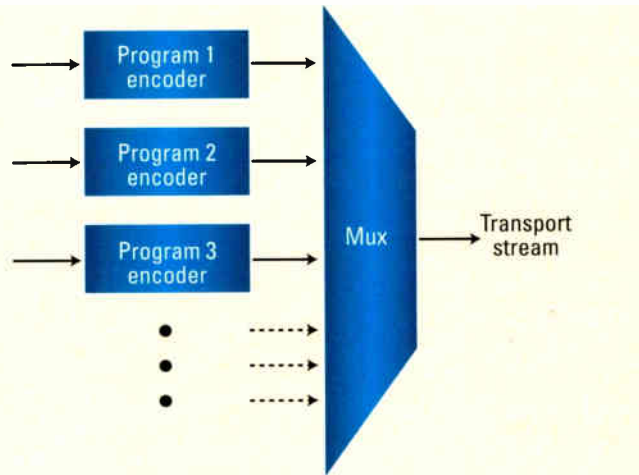 Program 1
encoder
Program 2
encoder
Program 3
encoder
Mux
Transport
stream